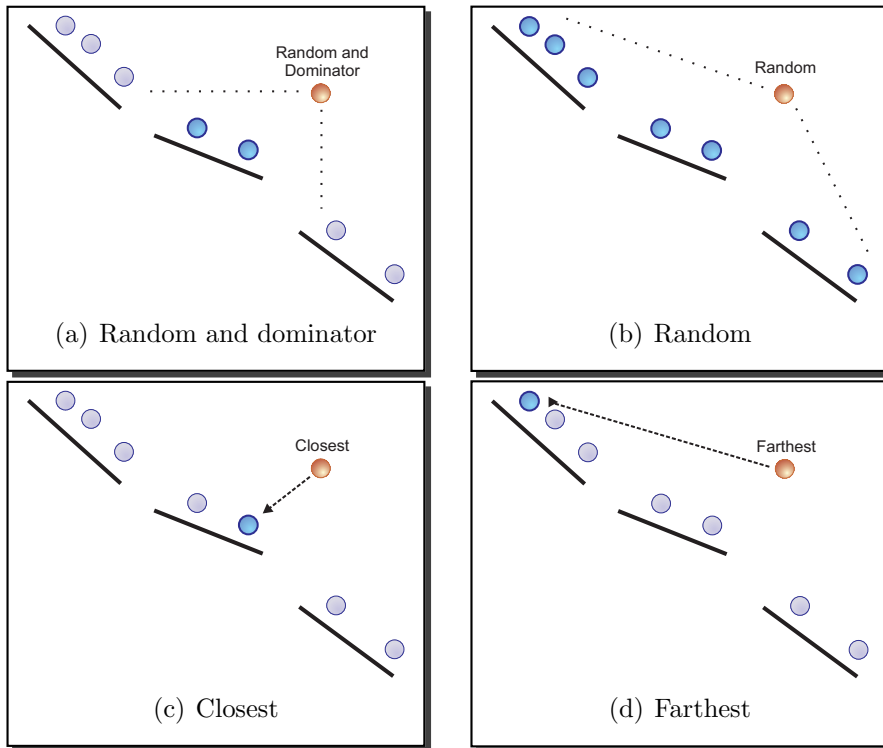 Random and
Dominator
(a) Random and dominator
Random
(b) Random
Closest
(c) Closest
Farthest
(d) Farthest